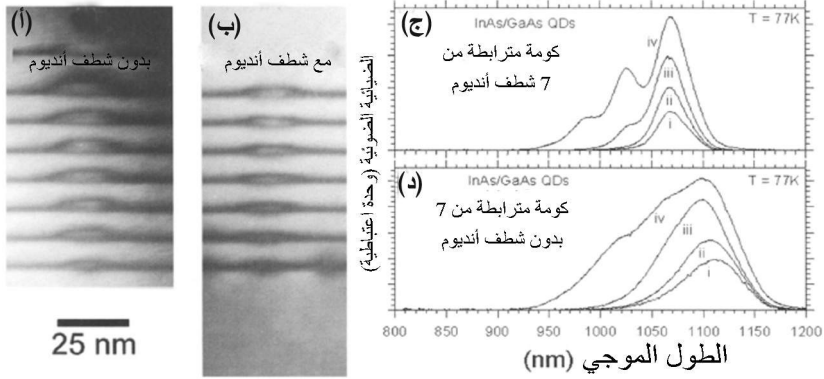 (أ)
بدون شطف أنديوم
25 nm
(ب)
مع شطف أنديوم
الضيائية الضوئية (وحدة اعتباطية)
(ج)
InAs/GaAs QDs
T = 77K
كومة مترابطة من
7 شطف أنديوم
iv
iii
ii
i
(د)
InAs/GaAs QDs
T = 77K
كومة مترابطة من 7
بدون شطف أنديوم
iv
iii
ii
i
800 850 900 950 1000 1050 1100 1150 1200
الطول الموجي (nm)